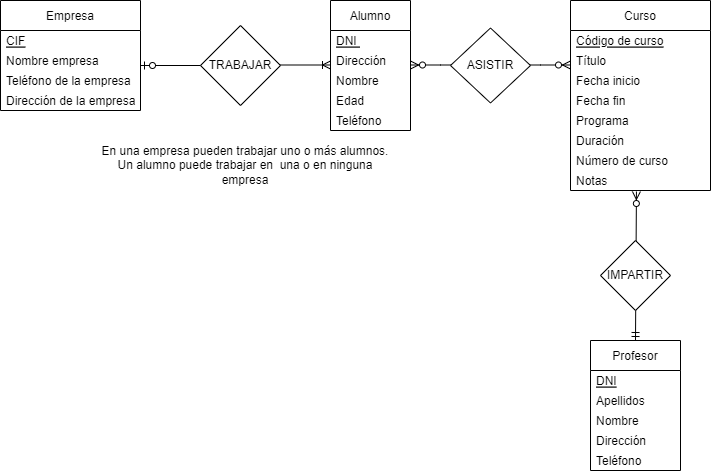 Empresa
CIF
Nombre empresa
Teléfono de la empresa
Dirección de la empresa
TRABAJAR
Alumno
DNI
Dirección
Nombre
Edad
Teléfono
ASISTIR
Curso
Código de curso
Título
Fecha inicio
Fecha fin
Programa
Duración
Número de curso
Notas
En una empresa pueden trabajar uno o más alumnos.
Un alumno puede trabajar en una o en ninguna
empresa
IMPARTIR
Profesor
DNI
Apellidos
Nombre
Dirección
Teléfono